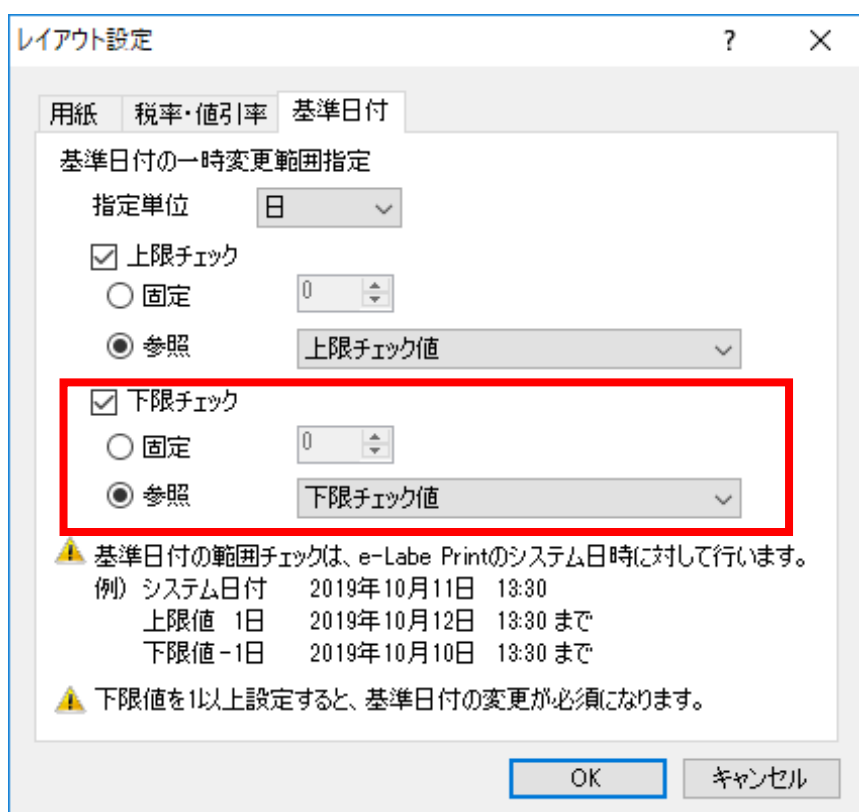 レイアウト設定 ?
用紙 税率・値引率 基準日付
基準日付の一時変更範囲指定
指定単位 日
上限チェック
固定 0
参照 上限チェック値
下限チェック
固定 0
参照 下限チェック値
基準日付の範囲チェックは、e-Labe Printのシステム日時に対して行います。
例) システム日付 2019年10月11日 13:30
上限値 1日 2019年10月12日 13:30 まで
下限値-1日 2019年10月10日 13:30 まで
下限値を1以上設定すると、基準日付の変更が必須になります。
OK キャンセル